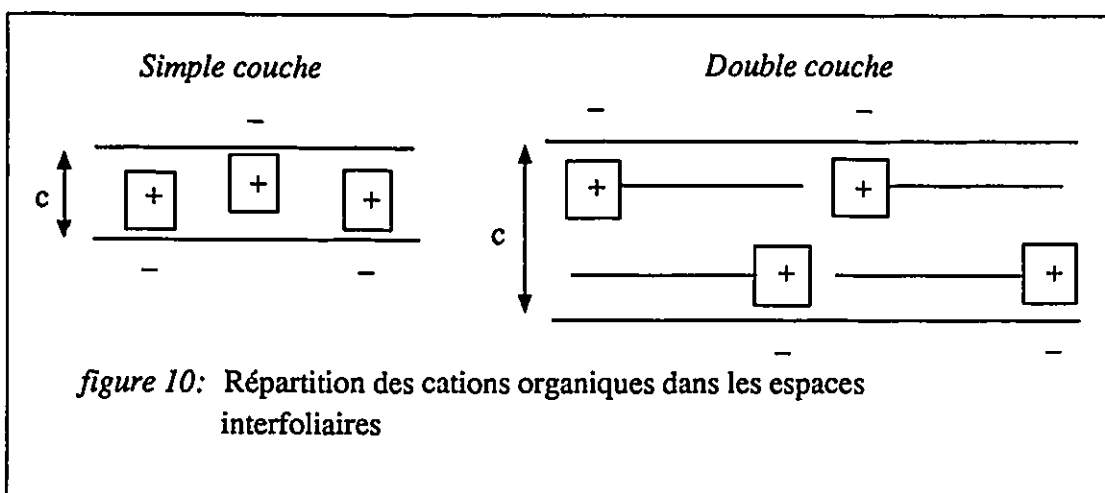 Simple couche
Double couche
−
− −
c
+ + +
− −
c
+ +
+ +
− −
figure 10: Répartition des cations organiques dans les espaces
interfoliaires